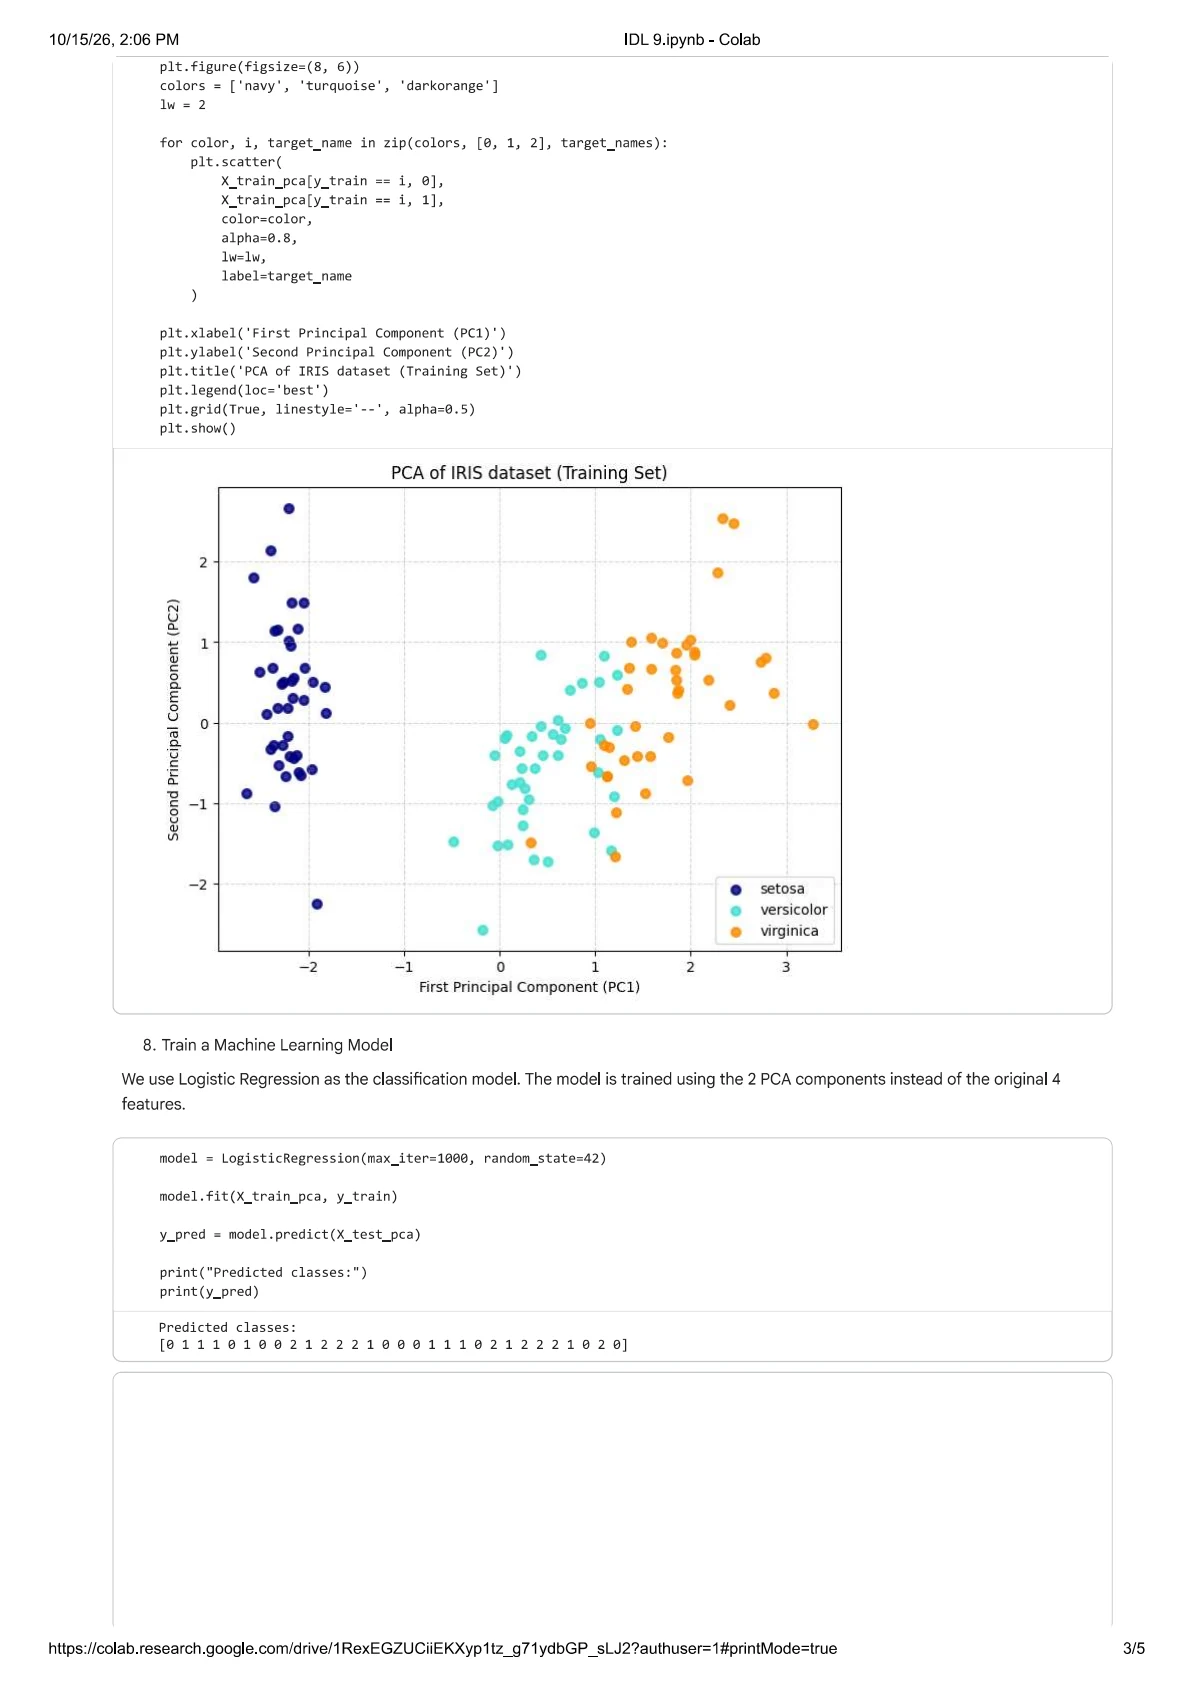 10/15/26, 2:06 PM
IDL 9.ipynb - Colab
plt.figure(figsize=(8, 6))
colors = ['navy', 'turquoise', 'darkorange']
lw = 2
for color, i, target_name in zip(colors, [0, 1, 2], target_names):
    plt.scatter(
        X_train_pca[y_train == i, 0],
        X_train_pca[y_train == i, 1],
        color=color,
        alpha=0.8,
        lw=lw,
        label=target_name
    )
plt.xlabel('First Principal Component (PC1)')
plt.ylabel('Second Principal Component (PC2)')
plt.title('PCA of IRIS dataset (Training Set)')
plt.legend(loc='best')
plt.grid(True, linestyle='--', alpha=0.5)
plt.show()
PCA of IRIS dataset (Training Set)
Second Principal Component (PC2)
2
1
0
−1
−2
setosa
versicolor
virginica
−2 −1 0 1 2 3
First Principal Component (PC1)
8. Train a Machine Learning Model
We use Logistic Regression as the classification model. The model is trained using the 2 PCA components instead of the original 4
features.
model = LogisticRegression(max_iter=1000, random_state=42)
model.fit(X_train_pca, y_train)
y_pred = model.predict(X_test_pca)
print("Predicted classes:")
print(y_pred)
Predicted classes:
[0 1 1 1 0 1 0 0 2 1 2 2 2 1 0 0 0 1 1 1 0 2 1 2 2 2 1 0 2 0]
https://colab.research.google.com/drive/1RexEGZUCiiEKXyp1tz_g71ydbGP_sLJ2?authuser=1#printMode=true
3/5